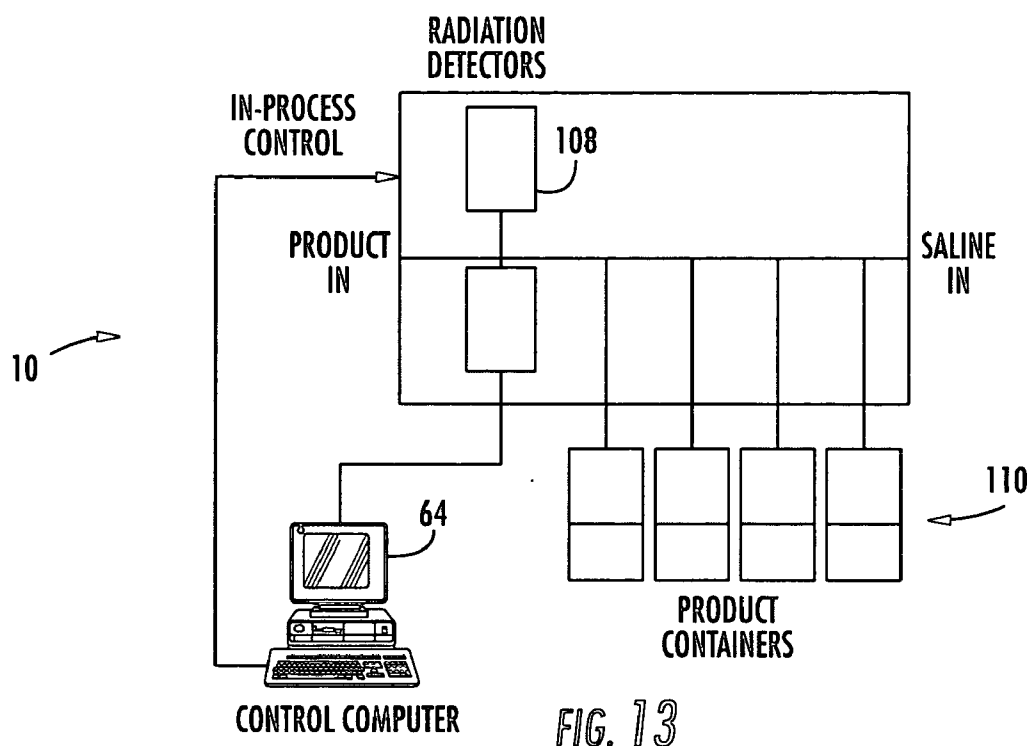 RADIATION
DETECTORS
IN-PROCESS
CONTROL
108
PRODUCT
IN
SALINE
IN
10
110
64
PRODUCT
CONTAINERS
CONTROL COMPUTER
FIG. 13